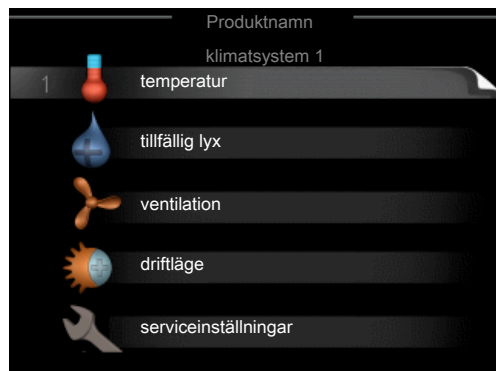 Produktnamn
klimatsystem 1
1 temperatur
tillfällig lyx
ventilation
driftläge
serviceinställningar